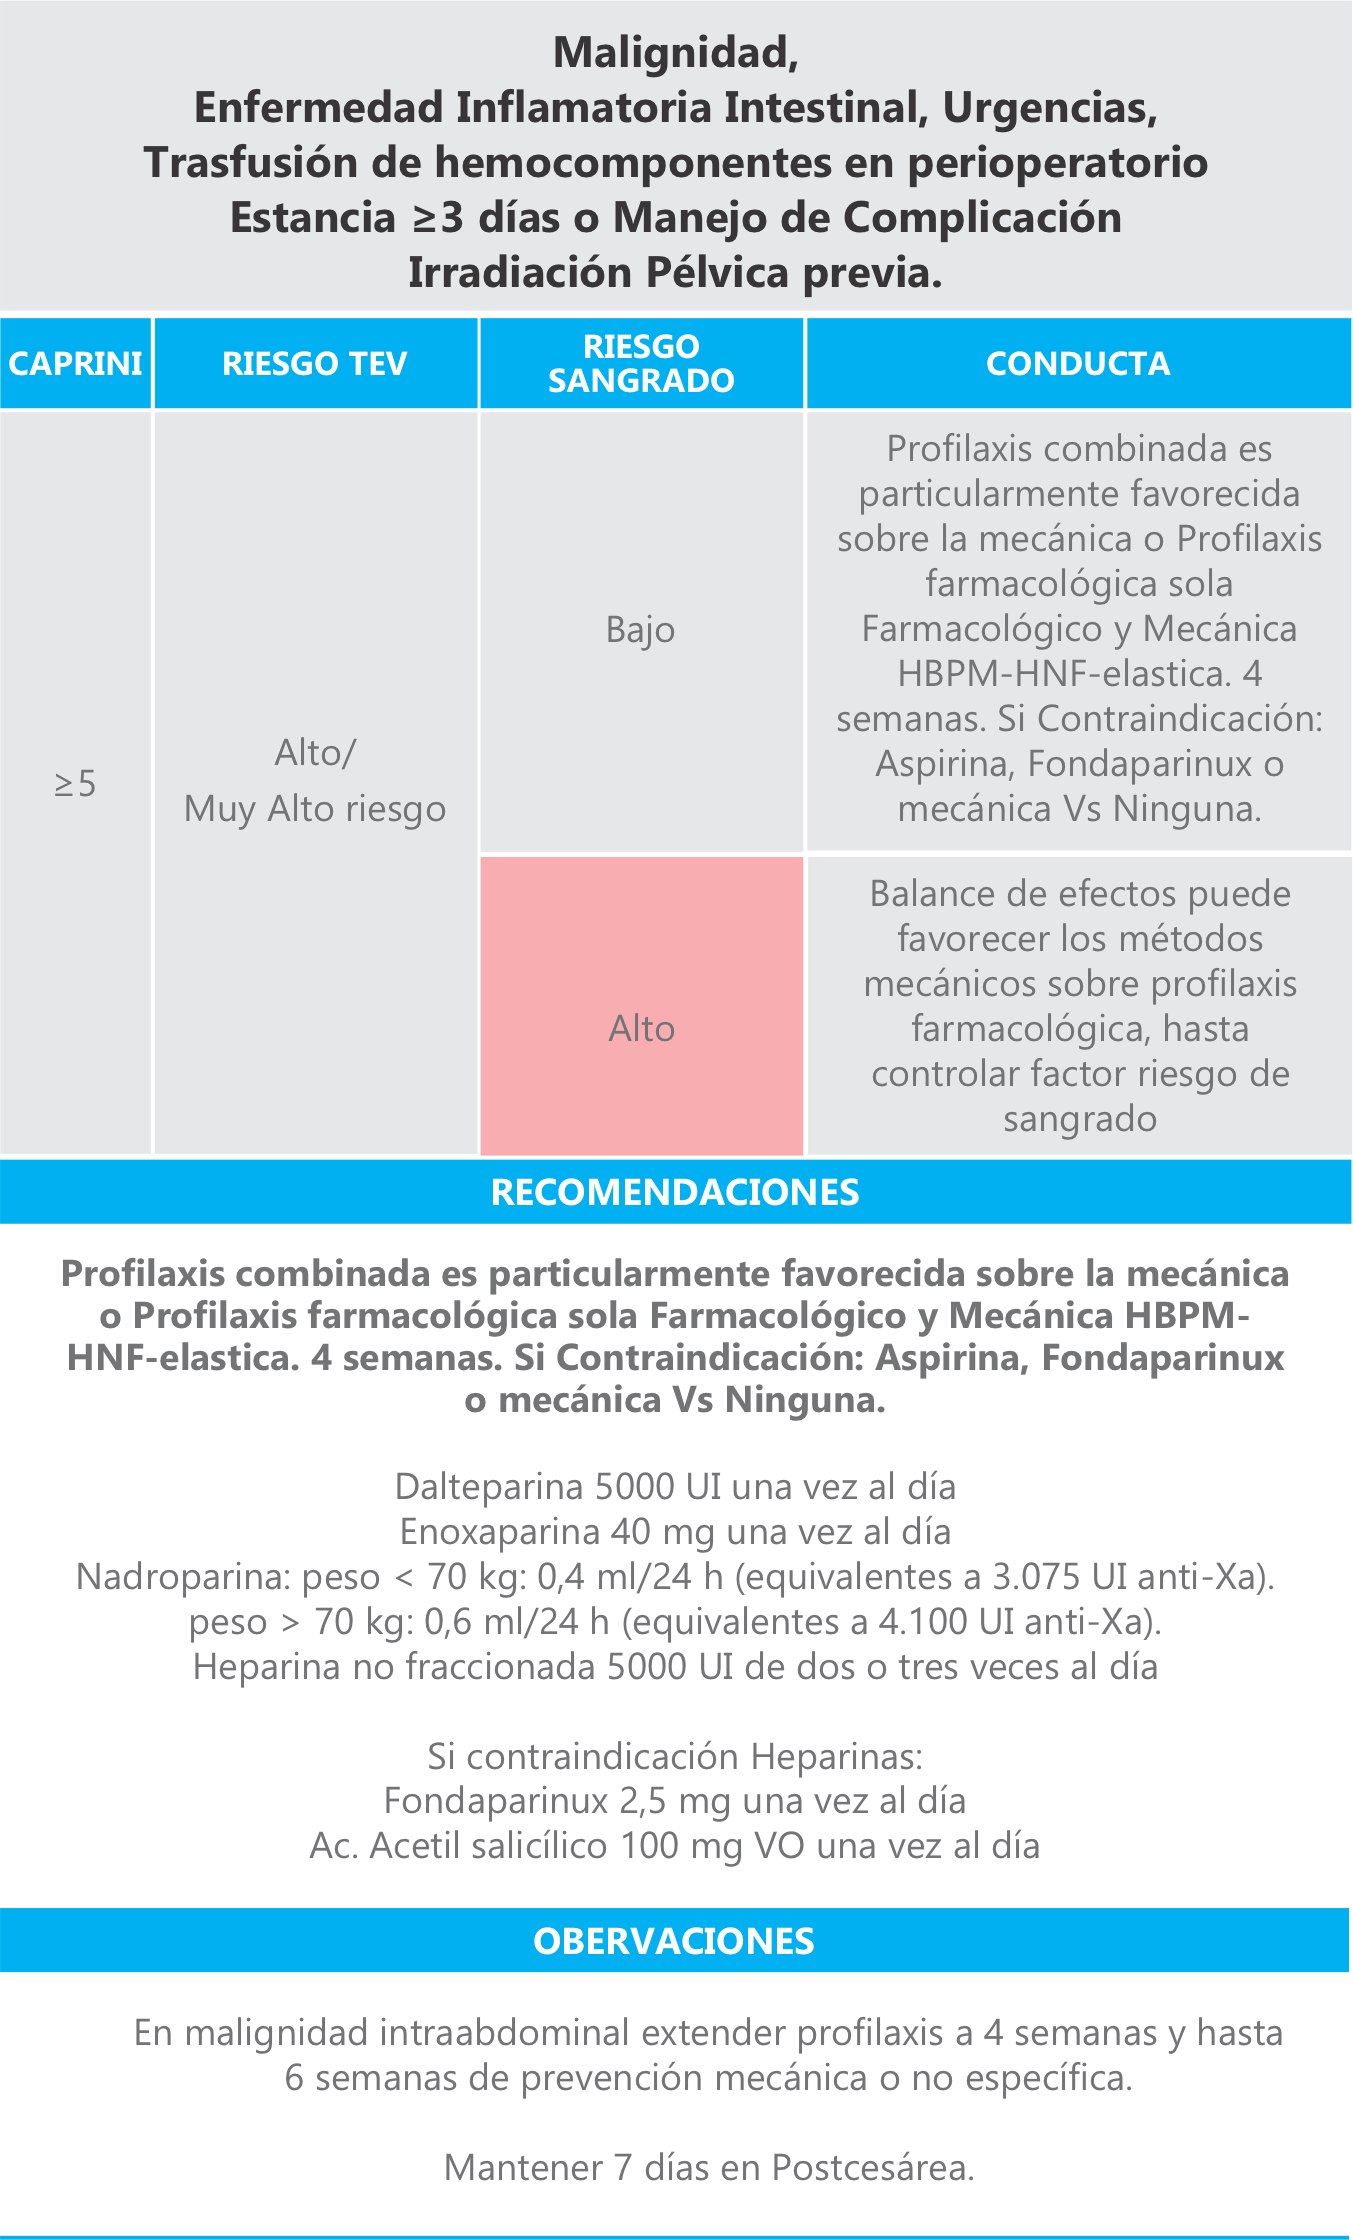 Malignidad,
Enfermedad Inflamatoria Intestinal, Urgencias,
Trasfusión de hemocomponentes en perioperatorio
Estancia ≥3 días o Manejo de Complicación
Irradiación Pélvica previa.
CAPRINI
RIESGO TEV
RIESGO
SANGRADO
CONDUCTA
≥5
Alto/
Muy Alto riesgo
Bajo
Profilaxis combinada es
particularmente favorecida
sobre la mecánica o Profilaxis
farmacológica sola
Farmacológico y Mecánica
HBPM-HNF-elastica. 4
semanas. Si Contraindicación:
Aspirina, Fondaparinux o
mecánica Vs Ninguna.
Alto
Balance de efectos puede
favorecer los métodos
mecánicos sobre profilaxis
farmacológica, hasta
controlar factor riesgo de
sangrado
RECOMENDACIONES
Profilaxis combinada es particularmente favorecida sobre la mecánica
o Profilaxis farmacológica sola Farmacológico y Mecánica HBPM-
HNF-elastica. 4 semanas. Si Contraindicación: Aspirina, Fondaparinux
o mecánica Vs Ninguna.
Dalteparina 5000 UI una vez al día
Enoxaparina 40 mg una vez al día
Nadroparina: peso < 70 kg: 0,4 ml/24 h (equivalentes a 3.075 UI anti-Xa).
peso > 70 kg: 0,6 ml/24 h (equivalentes a 4.100 UI anti-Xa).
Heparina no fraccionada 5000 UI de dos o tres veces al día
Si contraindicación Heparinas:
Fondaparinux 2,5 mg una vez al día
Ac. Acetil salicílico 100 mg VO una vez al día
OBERVACIONES
En malignidad intraabdominal extender profilaxis a 4 semanas y hasta
6 semanas de prevención mecánica o no específica.
Mantener 7 días en Postcesárea.